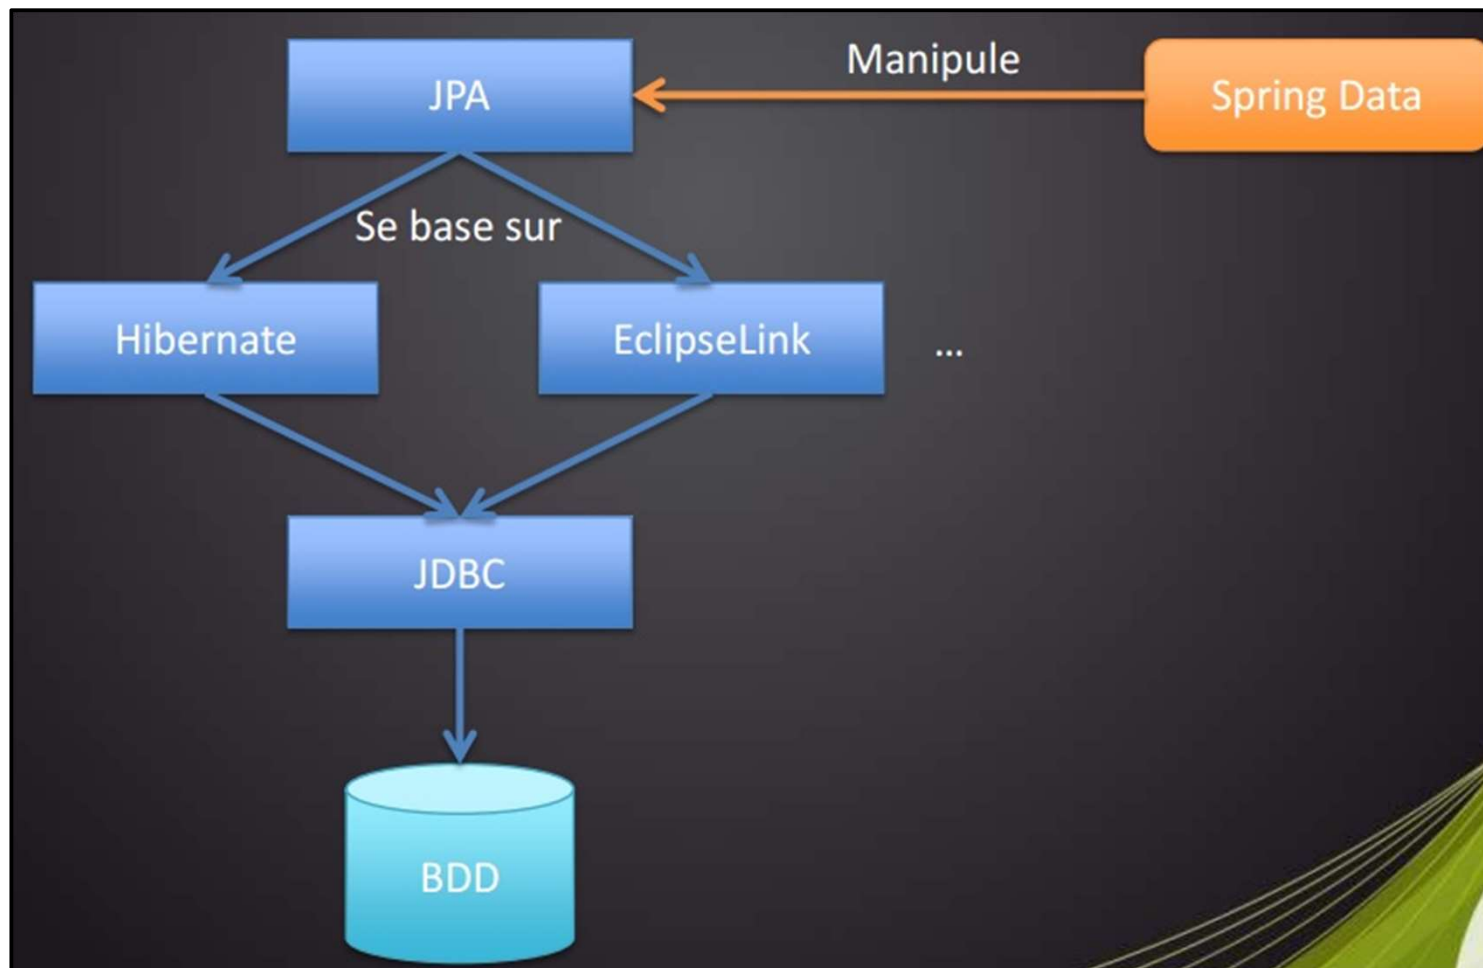 Manipule
JPA
Spring Data
Se base sur
Hibernate
EclipseLink
...
JDBC
BDD